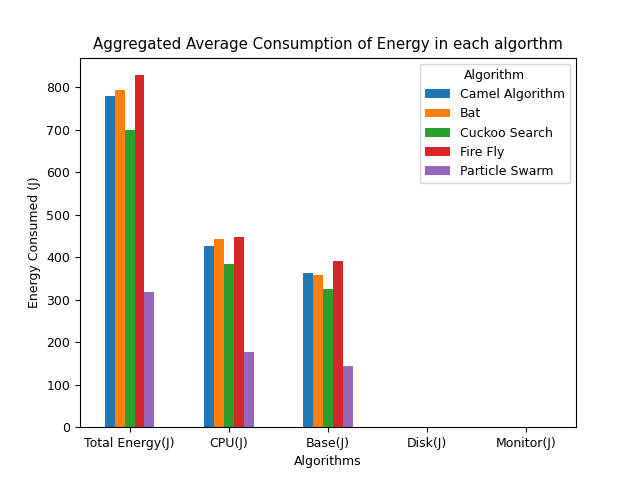 Aggregated Average Consumption of Energy in each algorthm
Algorithm
Camel Algorithm
Bat
Cuckoo Search
Fire Fly
Particle Swarm
Energy Consumed (J)
800
700
600
500
400
300
200
100
0
Total Energy(J) CPU(J) Base(J) Disk(J) Monitor(J)
Algorithms